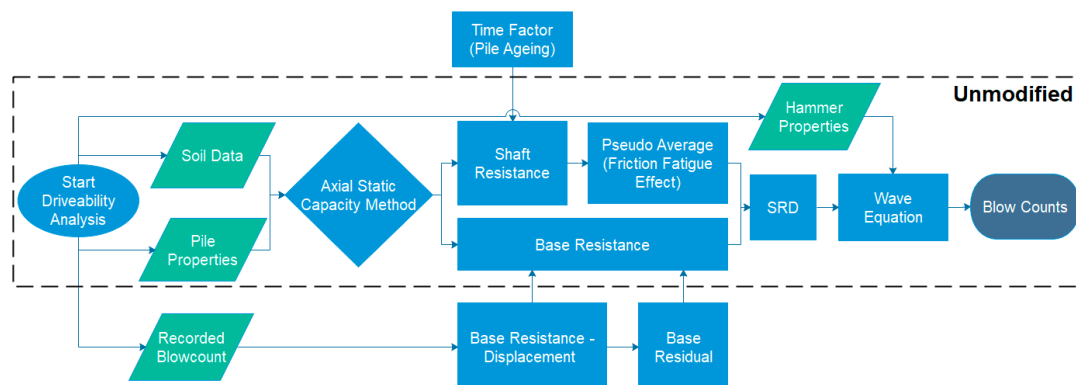 Time Factor
(Pile Ageing)
Unmodified
Hammer
Properties
Soil Data
Shaft
Resistance
Pseudo Average
(Friction Fatigue
Effect)
Start
Driveability
Analysis
Axial Static
Capacity Method
SRD
Wave
Equation
Blow Counts
Pile
Properties
Base Resistance
Recorded
Blowcount
Base Resistance -
Displacement
Base
Residual